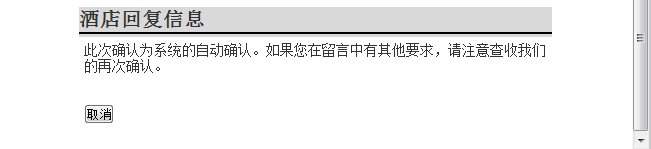 酒店回复信息
此次确认为系统的自动确认。如果您在留言中有其他要求，请注意查收我们
的再次确认。
取消